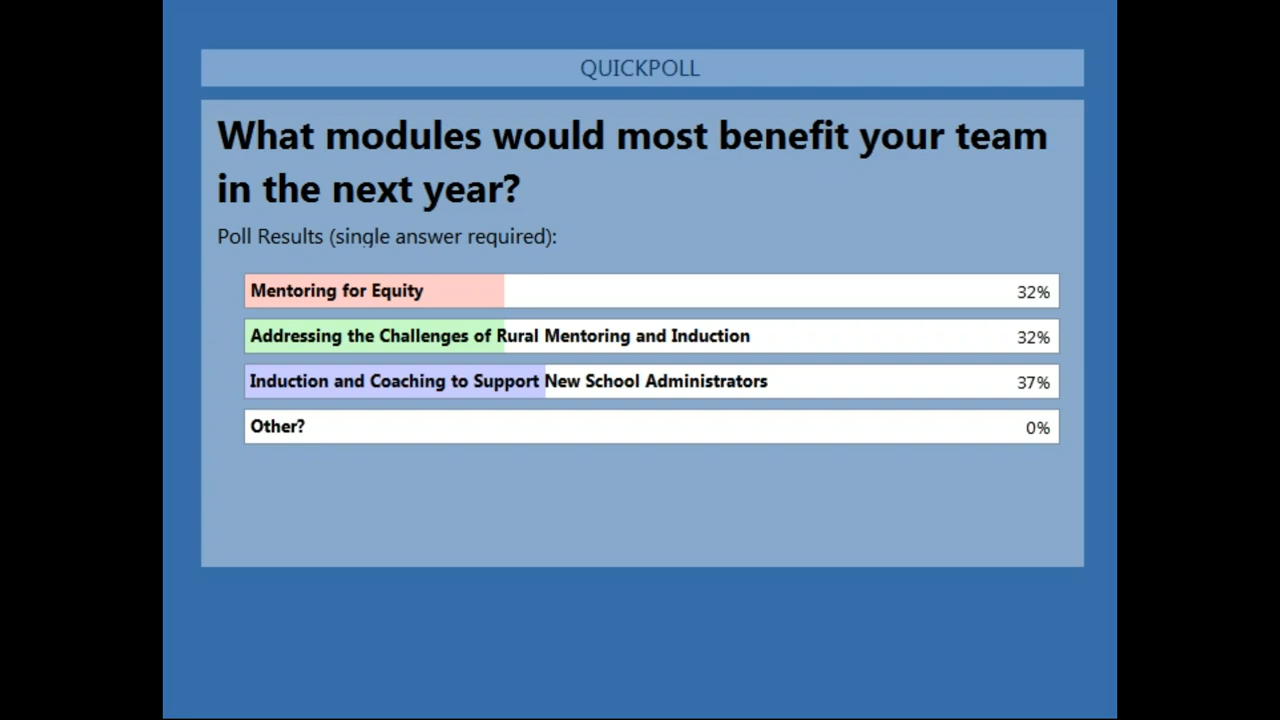 QUICKPOLL
What modules would most benefit your team
in the next year?
Poll Results (single answer required):
Mentoring for Equity 32%
Addressing the Challenges of Rural Mentoring and Induction 32%
Induction and Coaching to Support New School Administrators 37%
Other? 0%